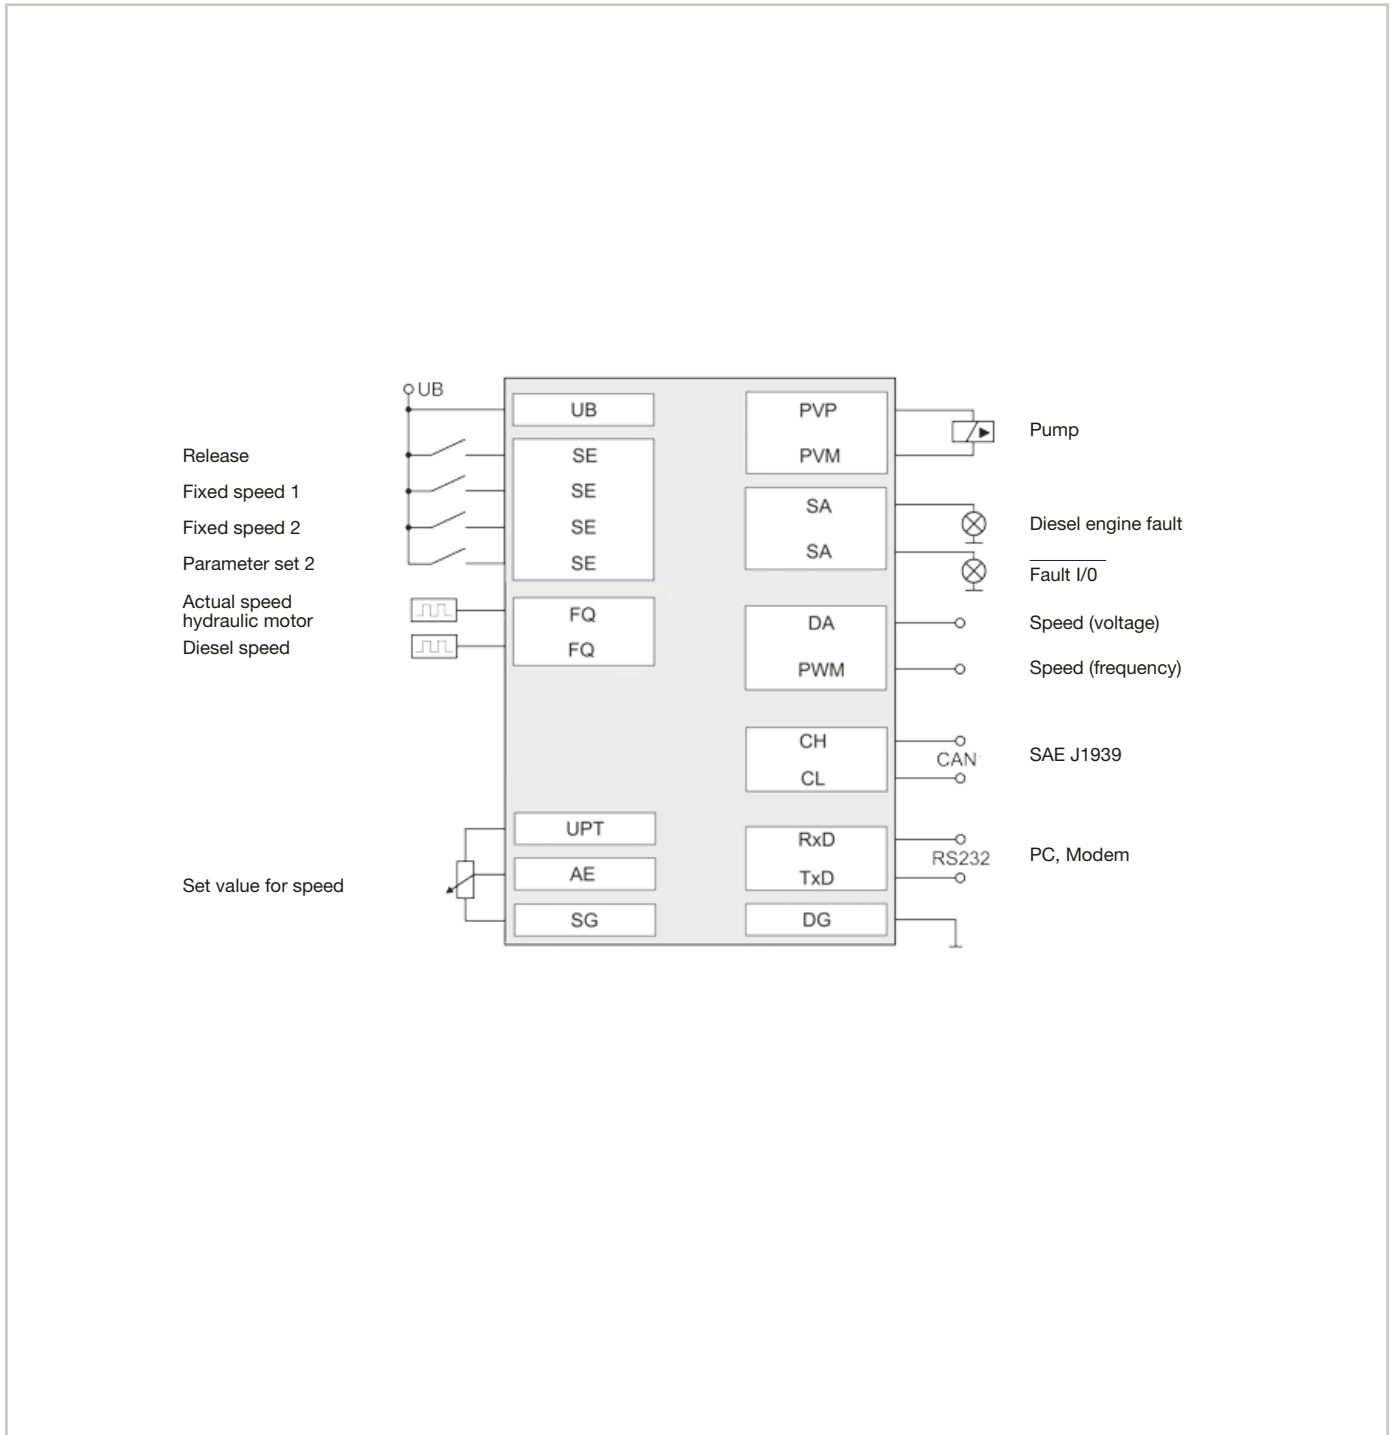 UB
UB
PVP
Pump
Release
SE
PVM
Fixed speed 1
SE
SA
Fixed speed 2
SE
Diesel engine fault
Parameter set 2
SE
SA
Fault I/0
Actual speed
hydraulic motor
FQ
DA
Speed (voltage)
Diesel speed
FQ
PWM
Speed (frequency)
CH
CAN
SAE J1939
CL
UPT
RxD
RS232
PC, Modem
Set value for speed
AE
TxD
SG
DG